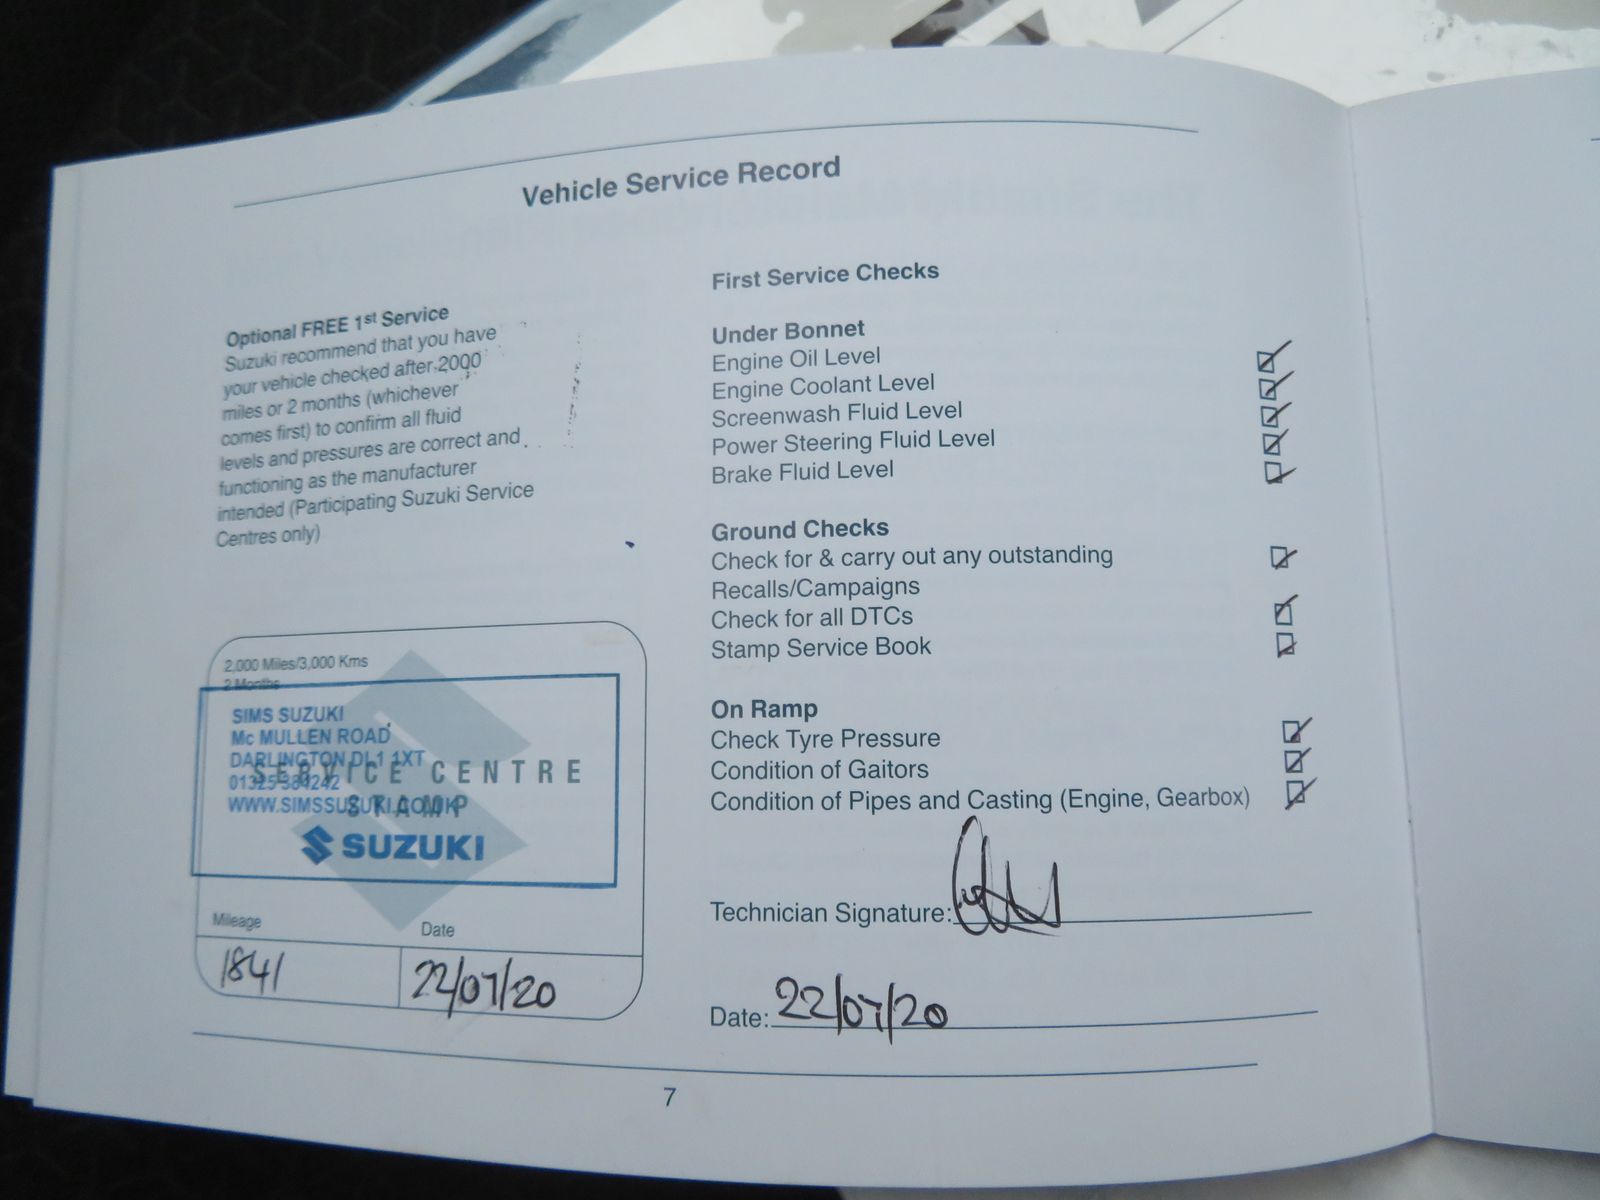 Vehicle Service Record
Optional FREE 1st Service
Suzuki recommend that you have
your vehicle checked after 2000
miles or 2 months (whichever
comes first) to confirm all fluid
levels and pressures are correct and
functioning as the manufacturer
intended (Participating Suzuki Service
Centres only)
2,000 Miles/3,000 Kms
2 Months
SIMS SUZUKI
Mc MULLEN ROAD
DARLINGTON DL1 1XT
SERVICE CENTRE
01325 384242
STAMP
WWW.SIMSSUZUKI.CO.UK
SUZUKI
Mileage
Date
1841
22/07/20
First Service Checks
Under Bonnet
Engine Oil Level
Engine Coolant Level
Screenwash Fluid Level
Power Steering Fluid Level
Brake Fluid Level
Ground Checks
Check for & carry out any outstanding
Recalls/Campaigns
Check for all DTCs
Stamp Service Book
On Ramp
Check Tyre Pressure
Condition of Gaitors
Condition of Pipes and Casting (Engine, Gearbox)
Technician Signature:
Date: 22/07/20
7